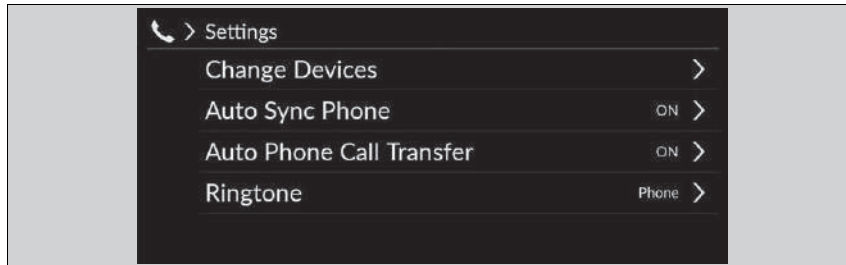 Settings
Change Devices
Auto Sync Phone ON
Auto Phone Call Transfer ON
Ringtone Phone